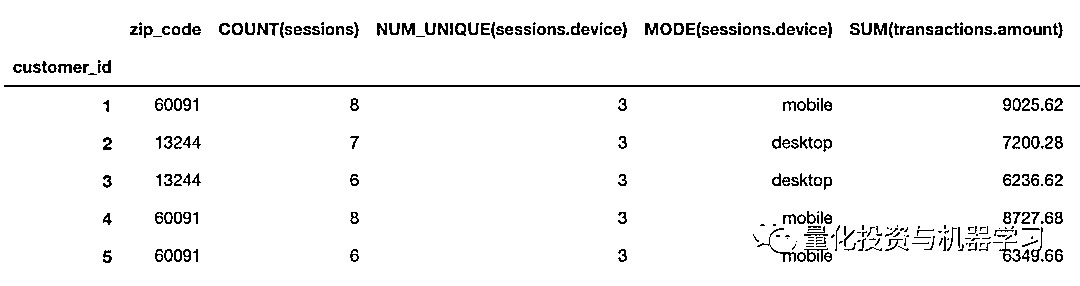 zip_code COUNT(sessions) NUM_UNIQUE(sessions.device) MODE(sessions.device) SUM(transactions.amount)
customer_id
1 60091 8 3 mobile 9025.62
2 13244 7 3 desktop 7200.28
3 13244 6 3 desktop 6236.62
4 60091 8 3 mobile 8727.68
量化投资与机器学习
5 60091 6 3 mobile 6349.66